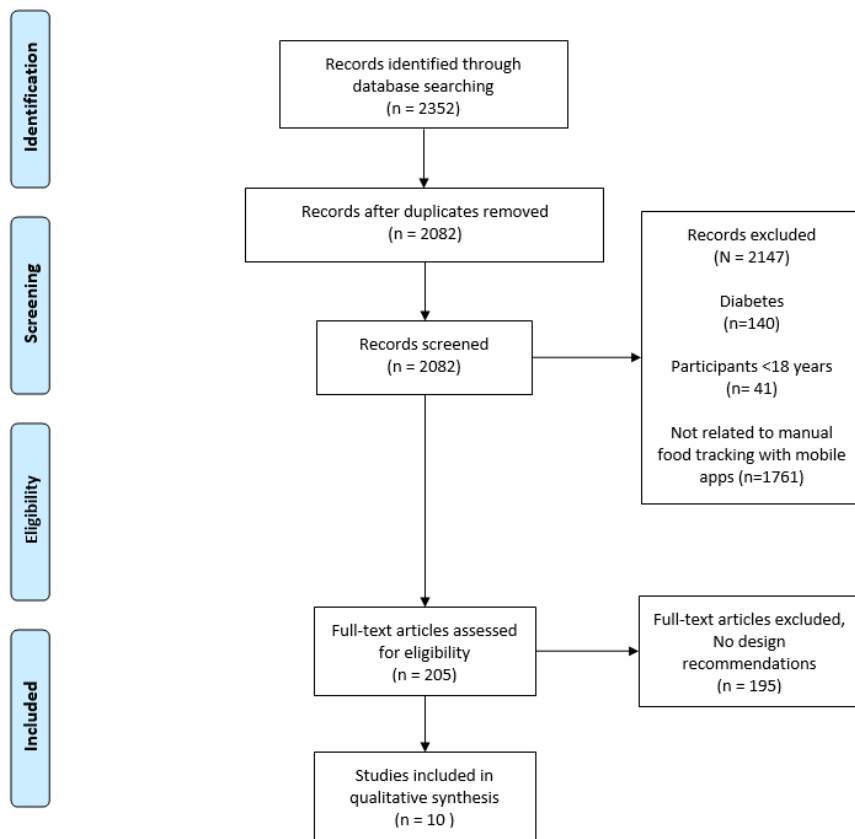 Identification
Records identified through
database searching
(n = 2352)
Records after duplicates removed
(n = 2082)
Screening
Records screened
(n = 2082)
Records excluded
(N = 2147)
Diabetes
(n=140)
Participants <18 years
(n= 41)
Not related to manual
food tracking with mobile
apps (n=1761)
Eligibility
Full-text articles assessed
for eligibility
(n = 205)
Full-text articles excluded,
No design
recommendations
(n = 195)
Included
Studies included in
qualitative synthesis
(n = 10 )